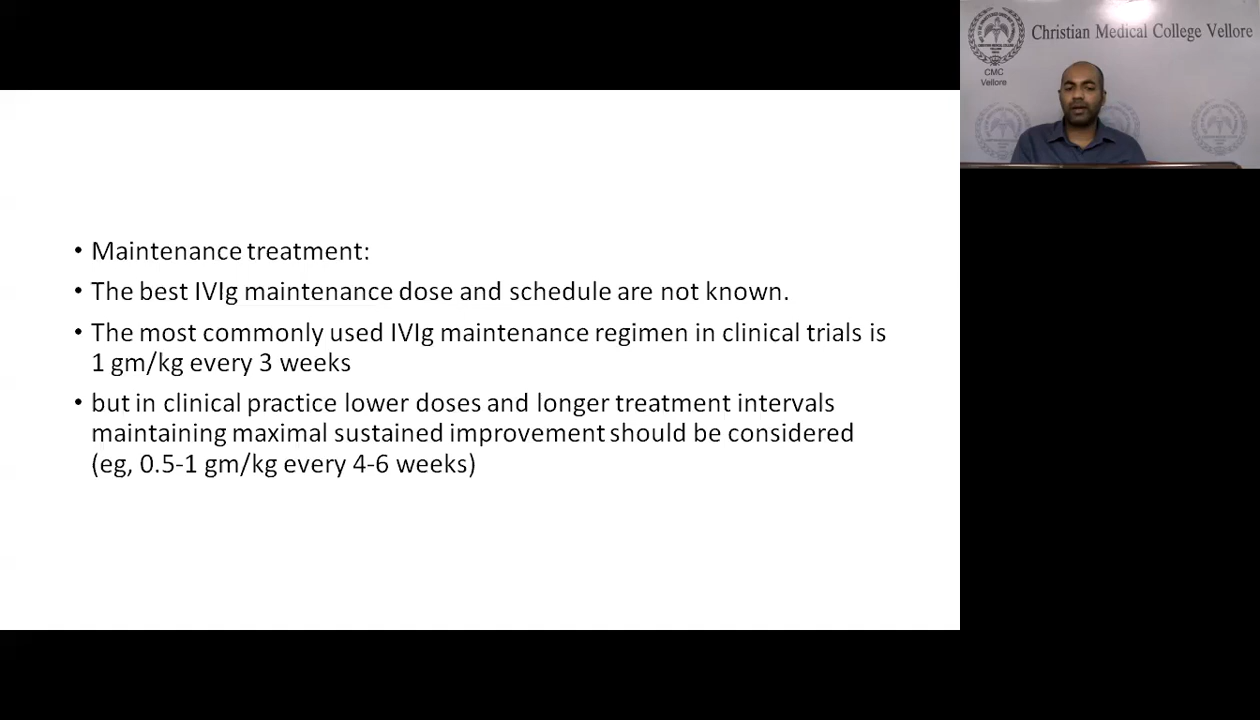 • Maintenance treatment:
• The best IVIg maintenance dose and schedule are not known.
• The most commonly used IVIg maintenance regimen in clinical trials is
1 gm/kg every 3 weeks
• but in clinical practice lower doses and longer treatment intervals
maintaining maximal sustained improvement should be considered
(eg, 0.5-1 gm/kg every 4-6 weeks)
Christian Medical College Vellore
CMC
Vellore